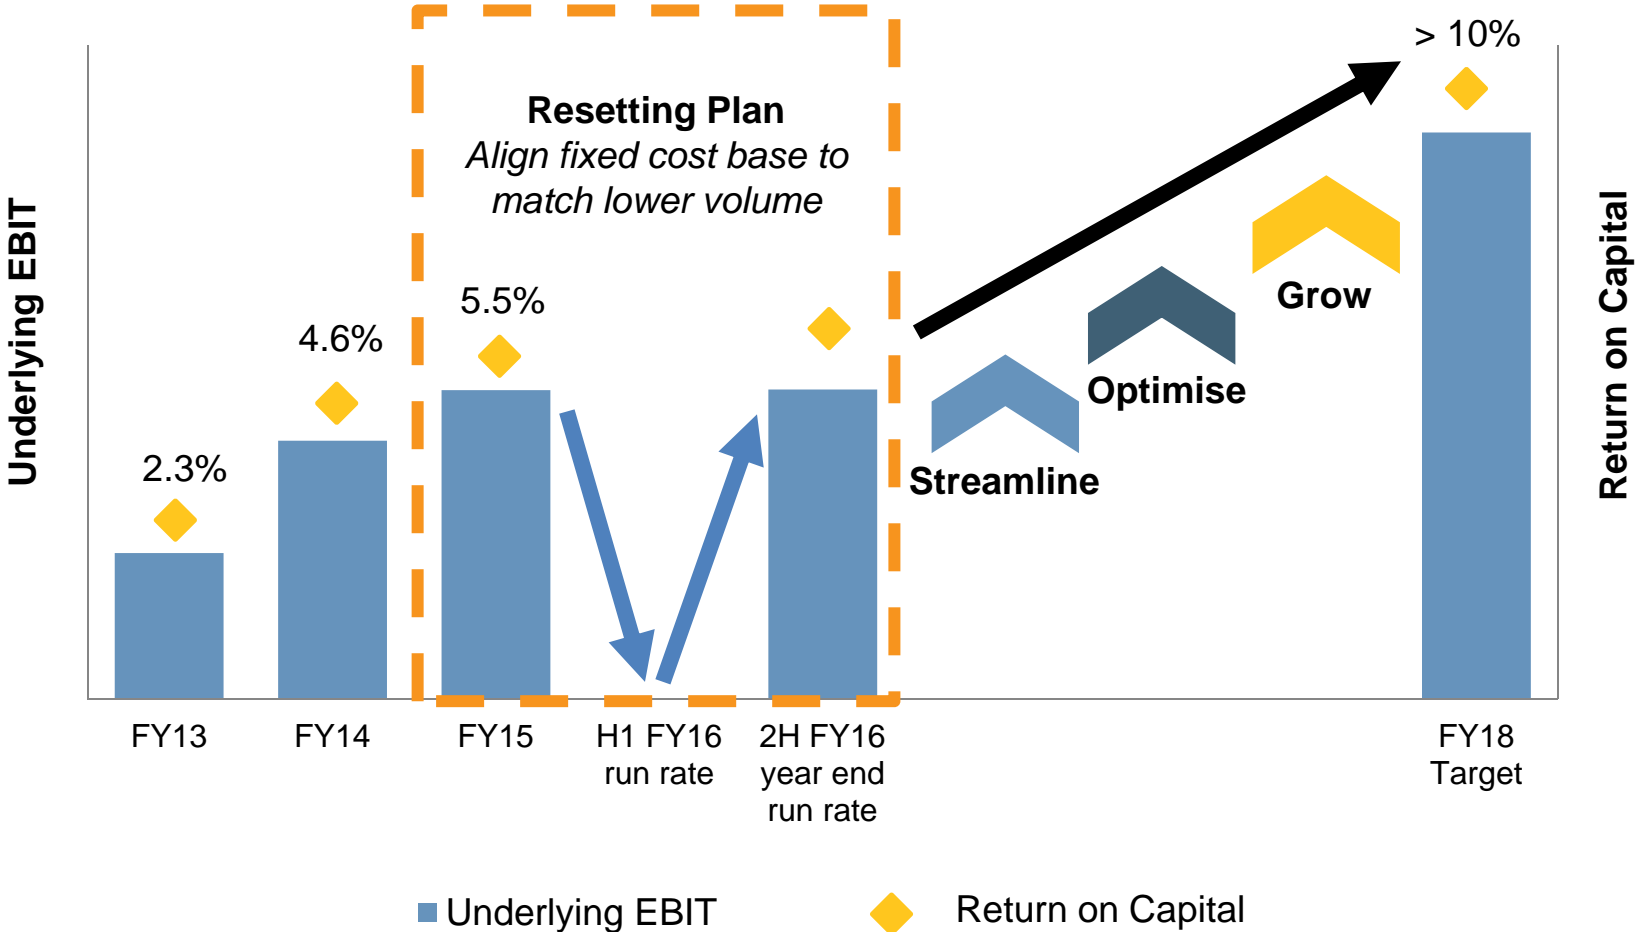 > 10%
Resetting Plan
Align fixed cost base to
match lower volume
5.5%
4.6%
2.3%
Grow
Optimise
Streamline
Underlying EBIT
Return on Capital
FY13
FY14
FY15
H1 FY16
run rate
2H FY16
year end
run rate
FY18
Target
Underlying EBIT
Return on Capital